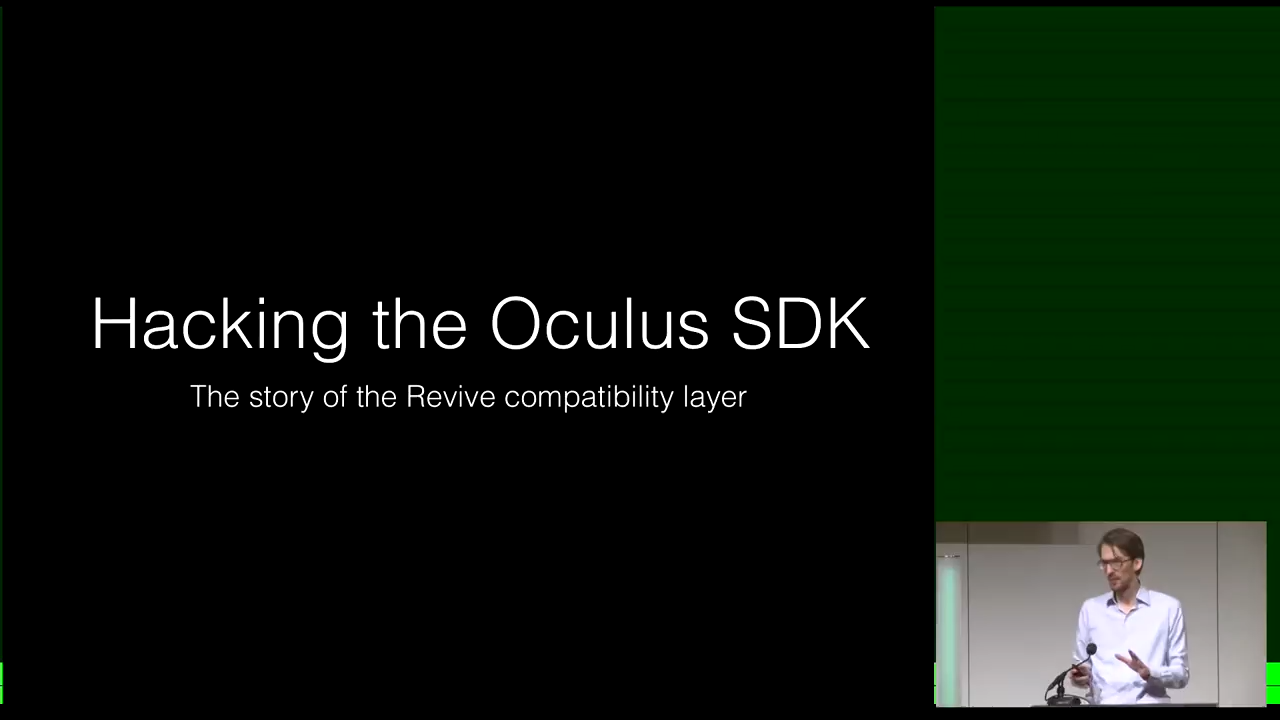 Hacking the Oculus SDK
The story of the Revive compatibility layer